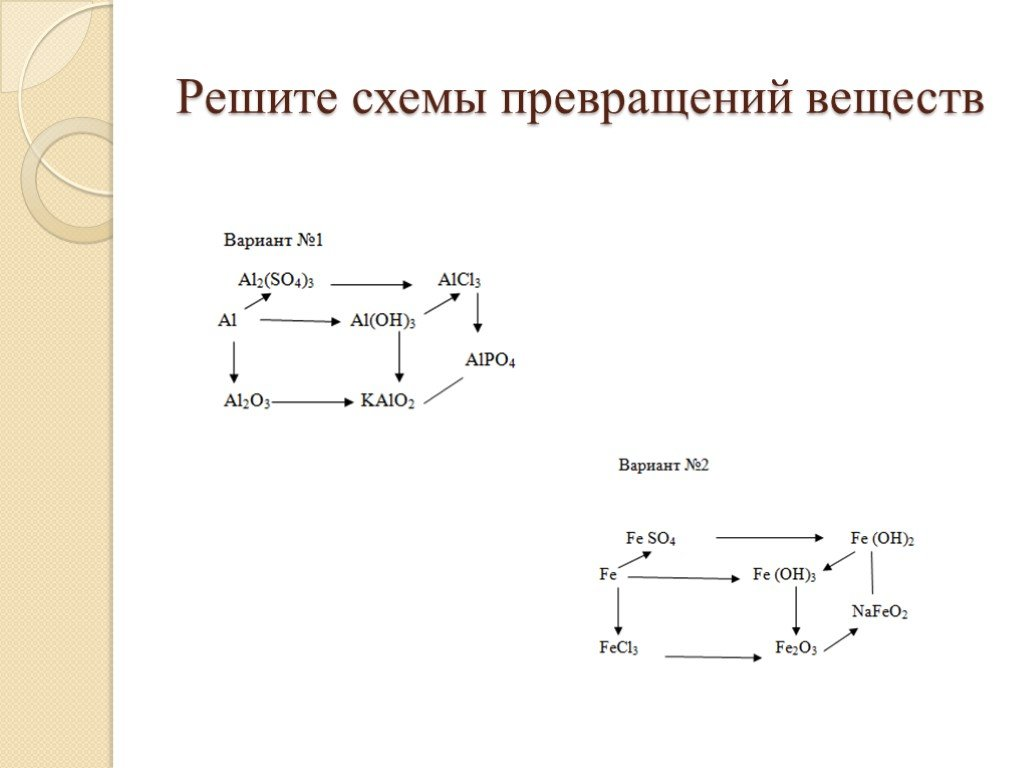 Решите схемы превращений веществ
Вариант №1
Al₂(SO₄)₃ AlCl₃
Al Al(OH)₃
AlPO₄
Al₂O₃ KAlO₂
Вариант №2
Fe SO₄ Fe (OH)₂
Fe Fe (OH)₃
NaFeO₂
FeCl₃ Fe₂O₃